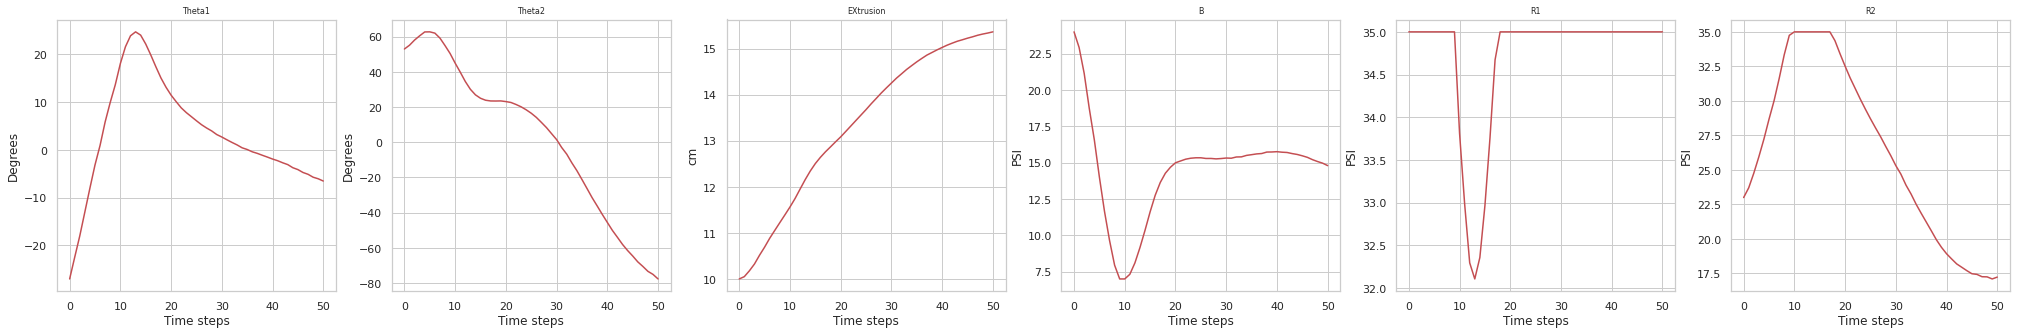 Theta1
20
10
0
−10
−20
Degrees
0 10 20 30 40 50
Time steps
Theta2
60
40
20
0
−20
−40
−60
−80
Degrees
0 10 20 30 40 50
Time steps
EXtrusion
15
14
13
12
11
10
cm
0 10 20 30 40 50
Time steps
B
22.5
20.0
17.5
15.0
12.5
10.0
7.5
PSI
0 10 20 30 40 50
Time steps
R1
35.0
34.5
34.0
33.5
33.0
32.5
32.0
PSI
0 10 20 30 40 50
Time steps
R2
35.0
32.5
30.0
27.5
25.0
22.5
20.0
17.5
PSI
0 10 20 30 40 50
Time steps